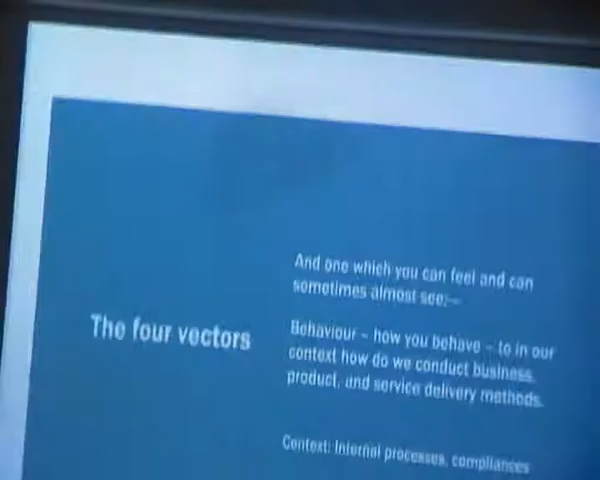 And one which you can feel and can
sometimes almost see:–
The four vectors
Behaviour – how you behave – to in our
context how do we conduct business,
product, and service delivery methods.
Context: Internal processes, compliances